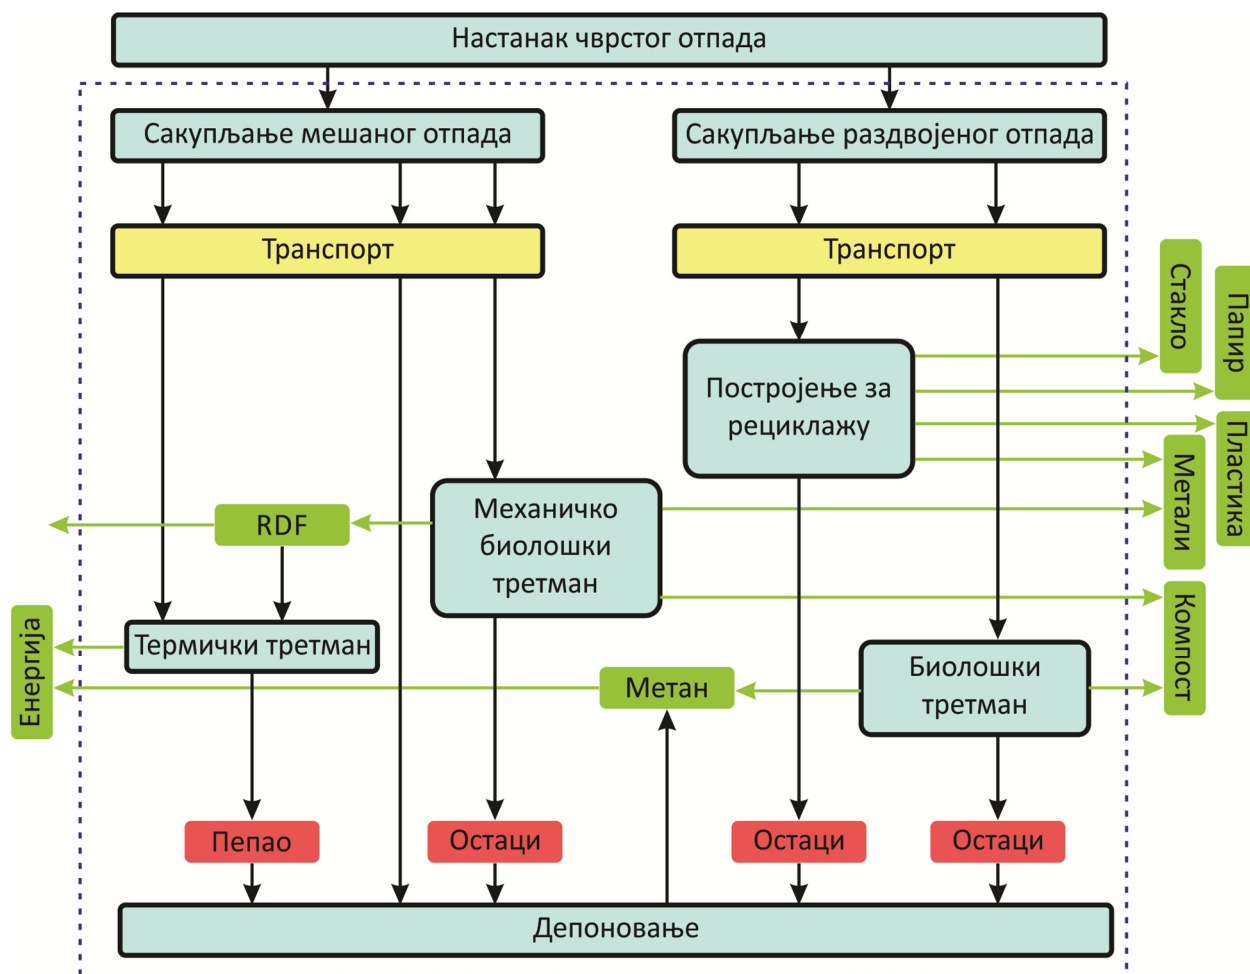 Настанак чврстог отпада
Сакупљање мешаног отпада
Сакупљање раздвојеног отпада
Транспорт
Транспорт
Стакло
Папир
Постројење за
рециклажу
Пластика
Метали
Механичко
биолошки
третман
RDF
Компост
Енергија
Термички третман
Метан
Биолошки
третман
Пепао
Остаци
Остаци
Остаци
Депоновање